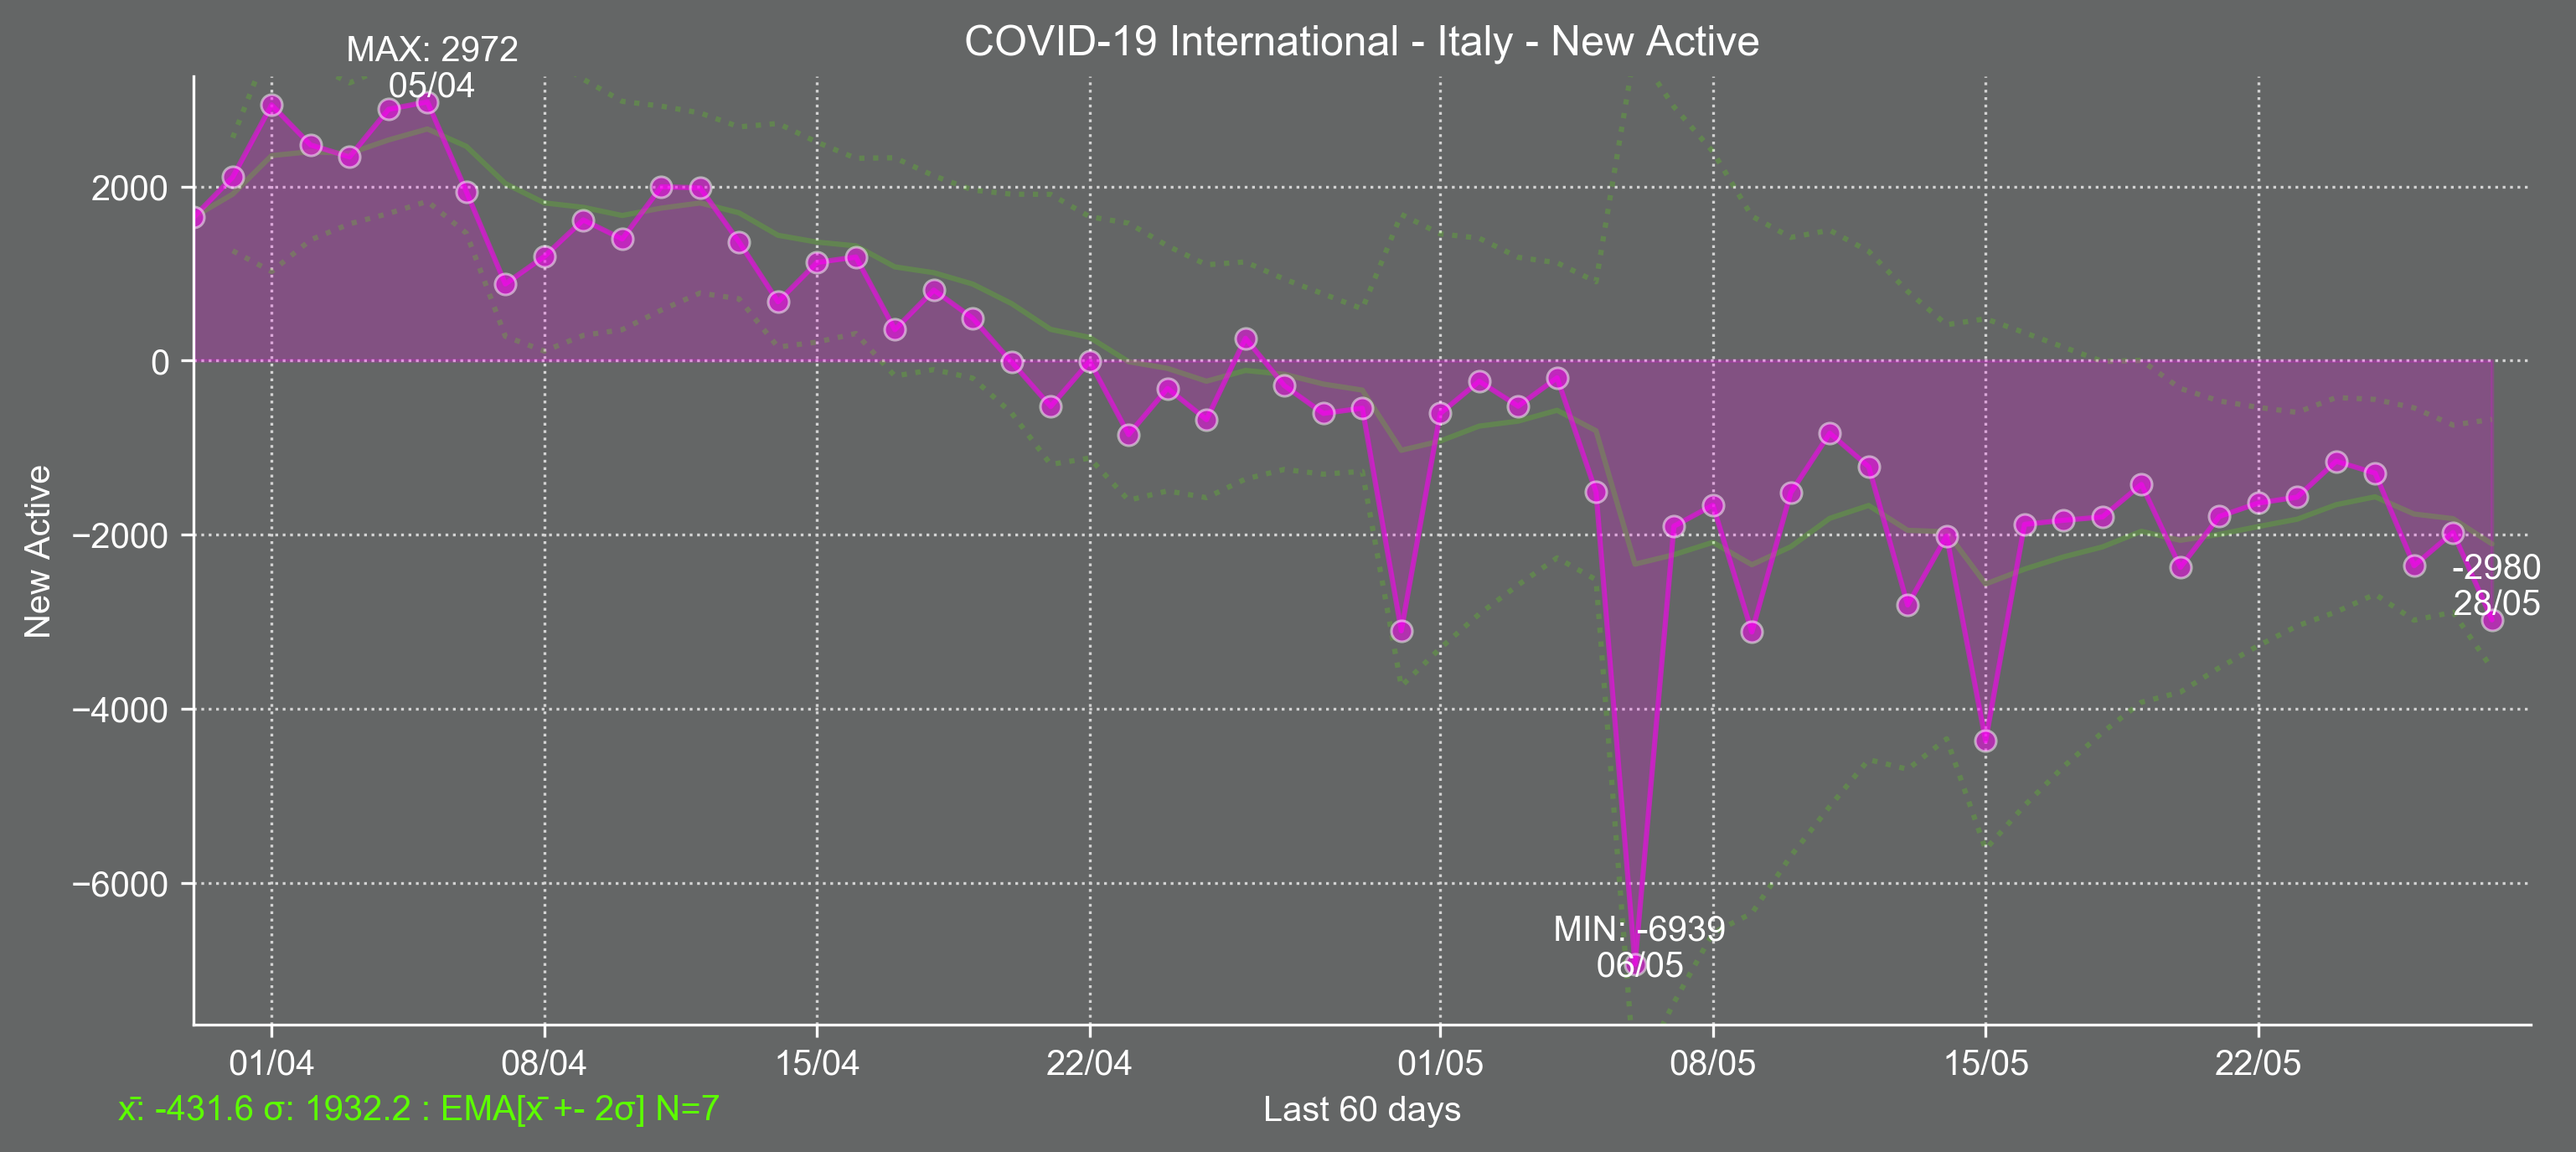 COVID-19 International - Italy - New Active
MAX: 2972
05/04
2000
0
−2000
−4000
−6000
New Active
-2980
28/05
MIN: -6939
06/05
01/04
08/04
15/04
22/04
01/05
08/05
15/05
22/05
x̄: -431.6 σ: 1932.2 : EMA[x̄ +- 2σ] N=7
Last 60 days